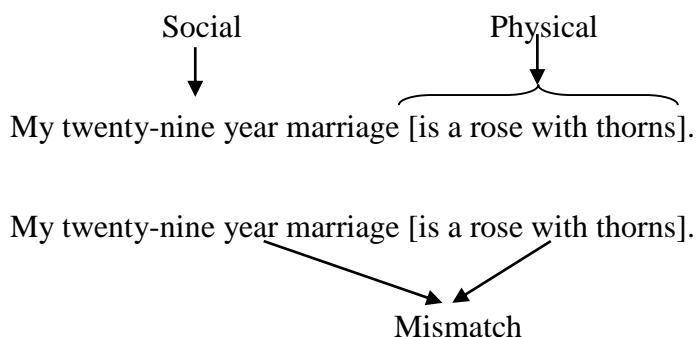 Social Physical
My twenty-nine year marriage [is a rose with thorns].
My twenty-nine year marriage [is a rose with thorns].
Mismatch